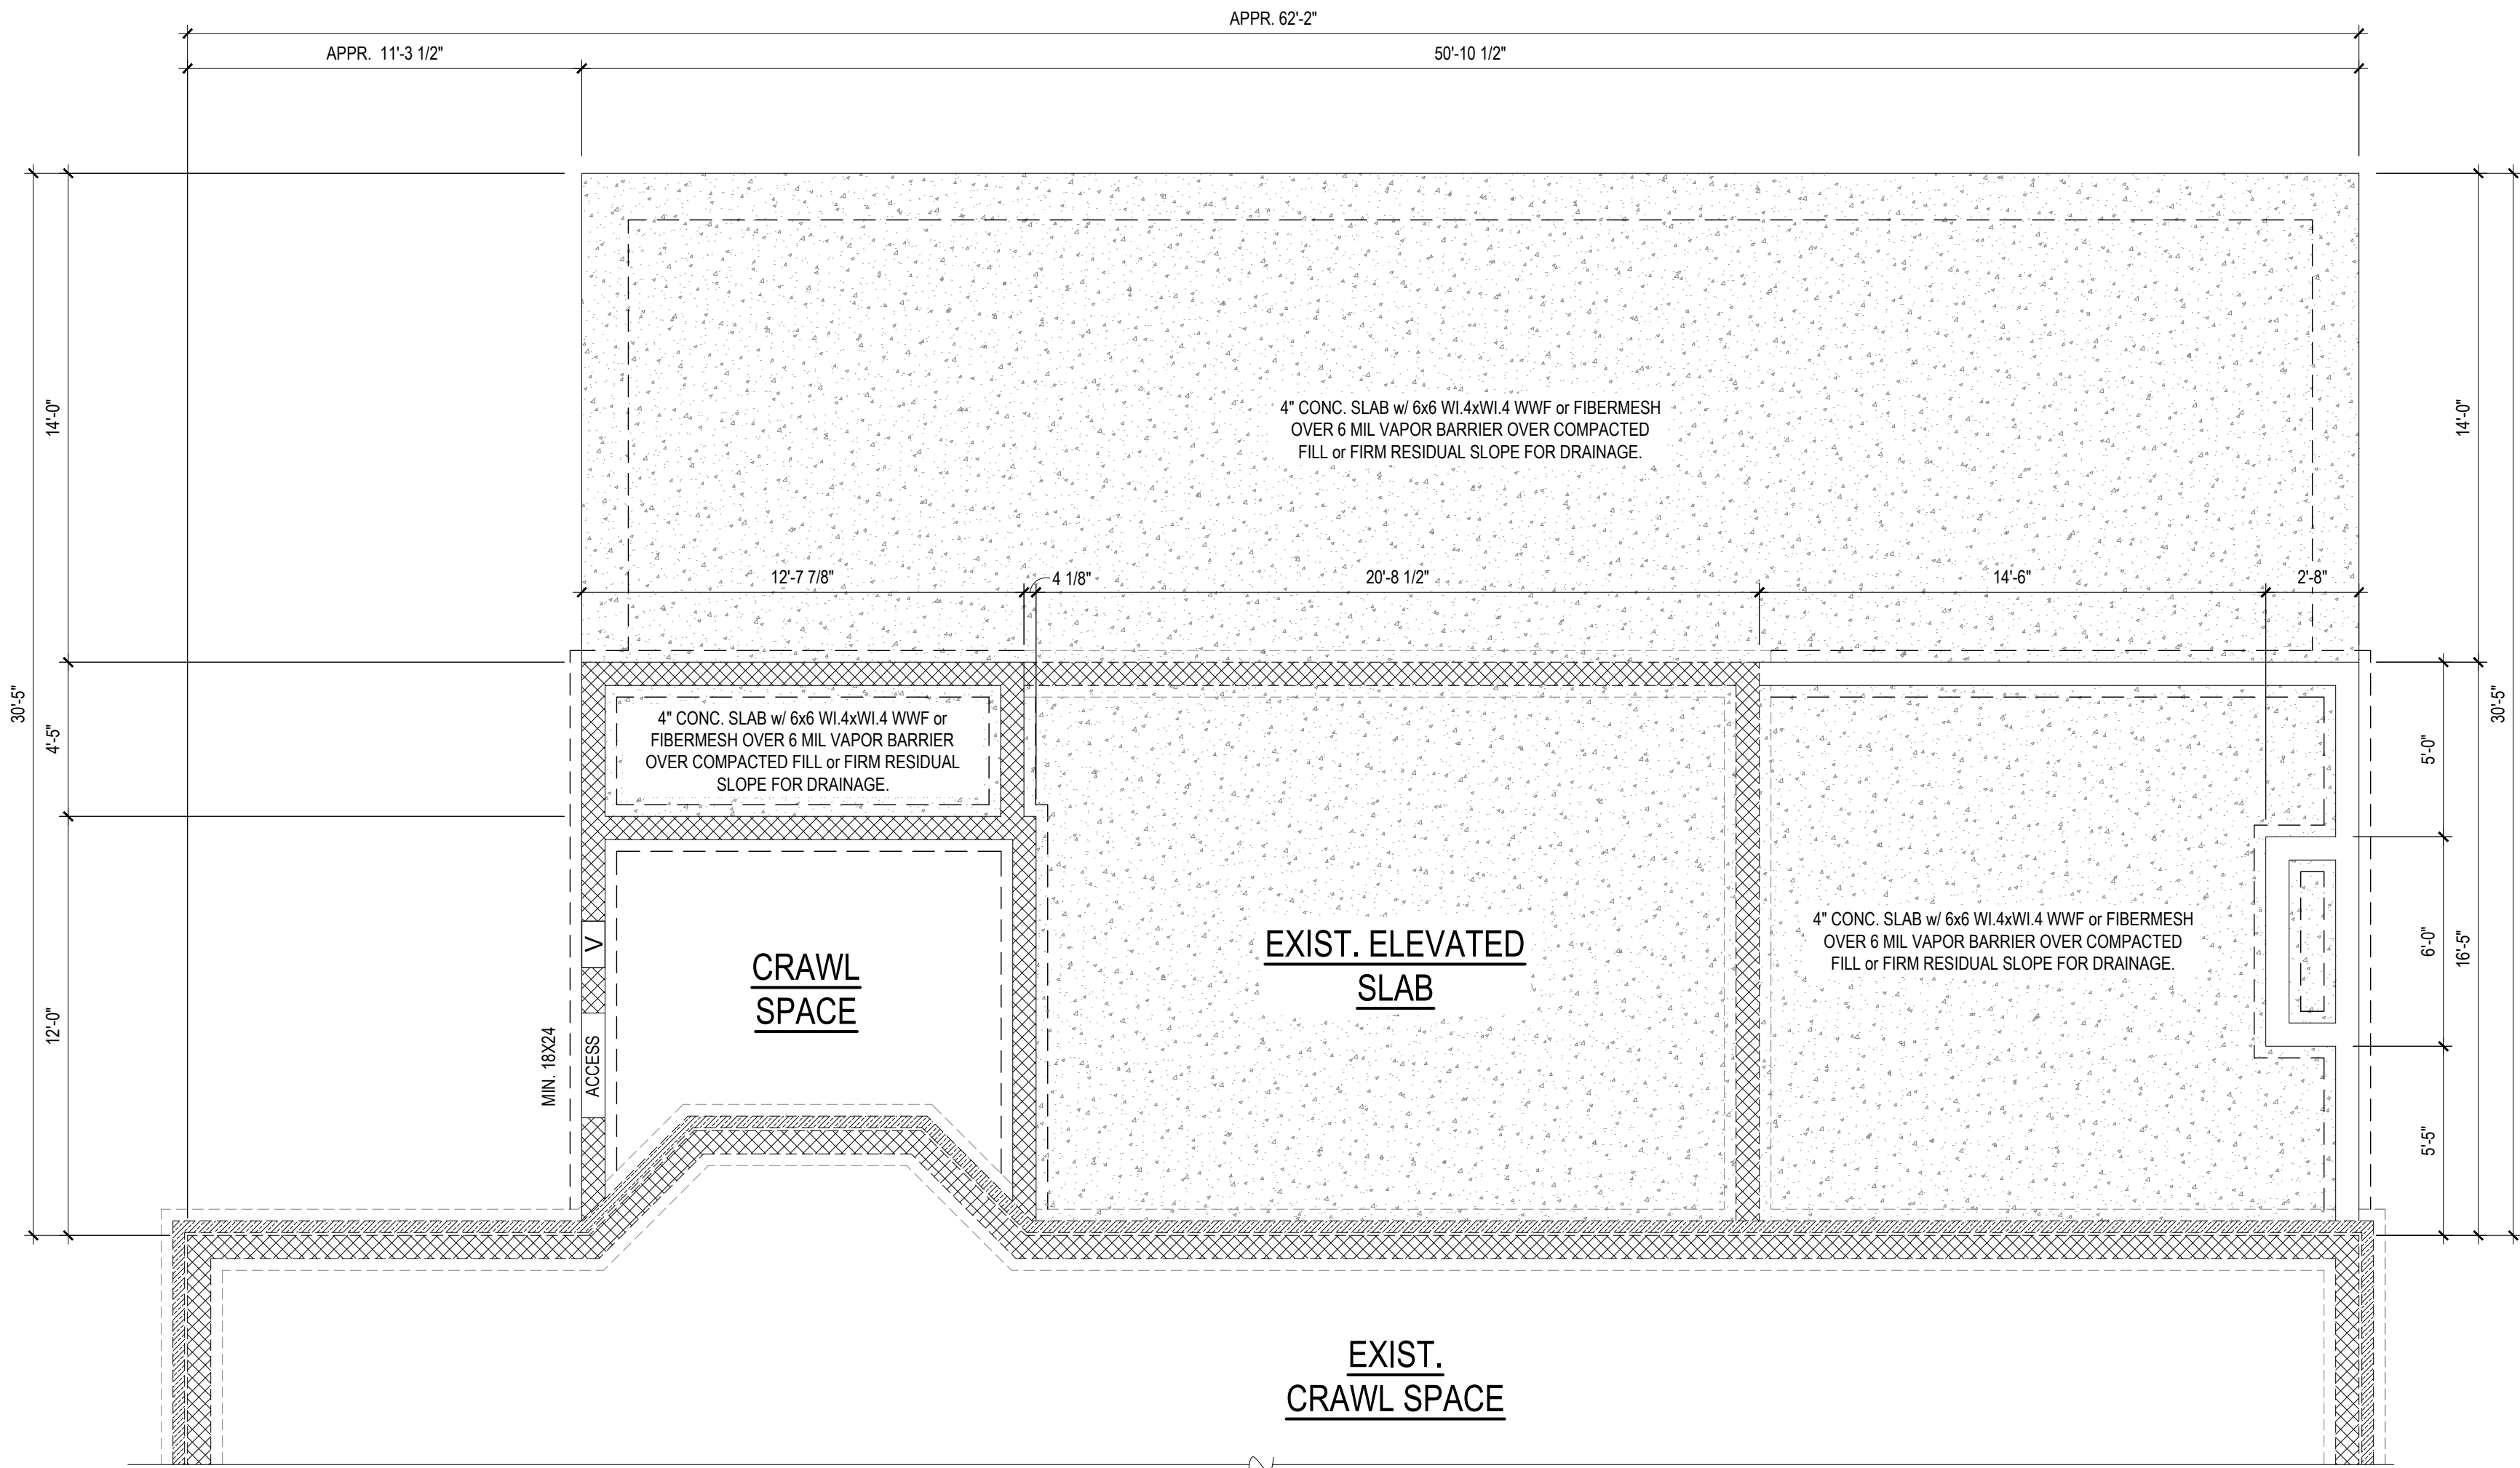 APPR. 62'-2"
APPR. 11'-3 1/2"
50'-10 1/2"
14'-0"
30'-5"
4'-5"
12'-0"
4" CONC. SLAB w/ 6x6 WI.4xWI.4 WWF or FIBERMESH
OVER 6 MIL VAPOR BARRIER OVER COMPACTED
FILL or FIRM RESIDUAL SLOPE FOR DRAINAGE.
14'-0"
12'-7 7/8"
4 1/8"
20'-8 1/2"
14'-6"
2'-8"
4" CONC. SLAB w/ 6x6 WI.4xWI.4 WWF or
FIBERMESH OVER 6 MIL VAPOR BARRIER
OVER COMPACTED FILL or FIRM RESIDUAL
SLOPE FOR DRAINAGE.
V
ACCESS
MIN. 18X24
CRAWL
SPACE
EXIST. ELEVATED
SLAB
4" CONC. SLAB w/ 6x6 WI.4xWI.4 WWF or FIBERMESH
OVER 6 MIL VAPOR BARRIER OVER COMPACTED
FILL or FIRM RESIDUAL SLOPE FOR DRAINAGE.
5'-0"
6'-0"
5'-5"
16'-5"
30'-5"
EXIST.
CRAWL SPACE